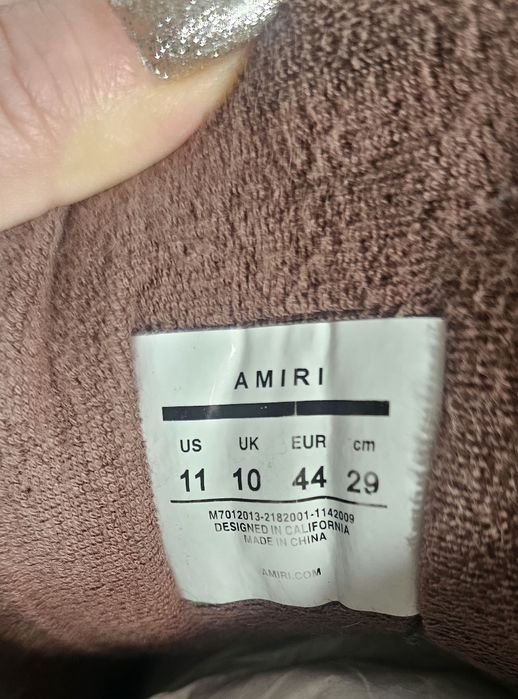 AMIRI
US UK EUR cm
11 10 44 29
M7012013-2182001-1142009
DESIGNED IN CALIFORNIA
MADE IN CHINA
AMIRI.COM